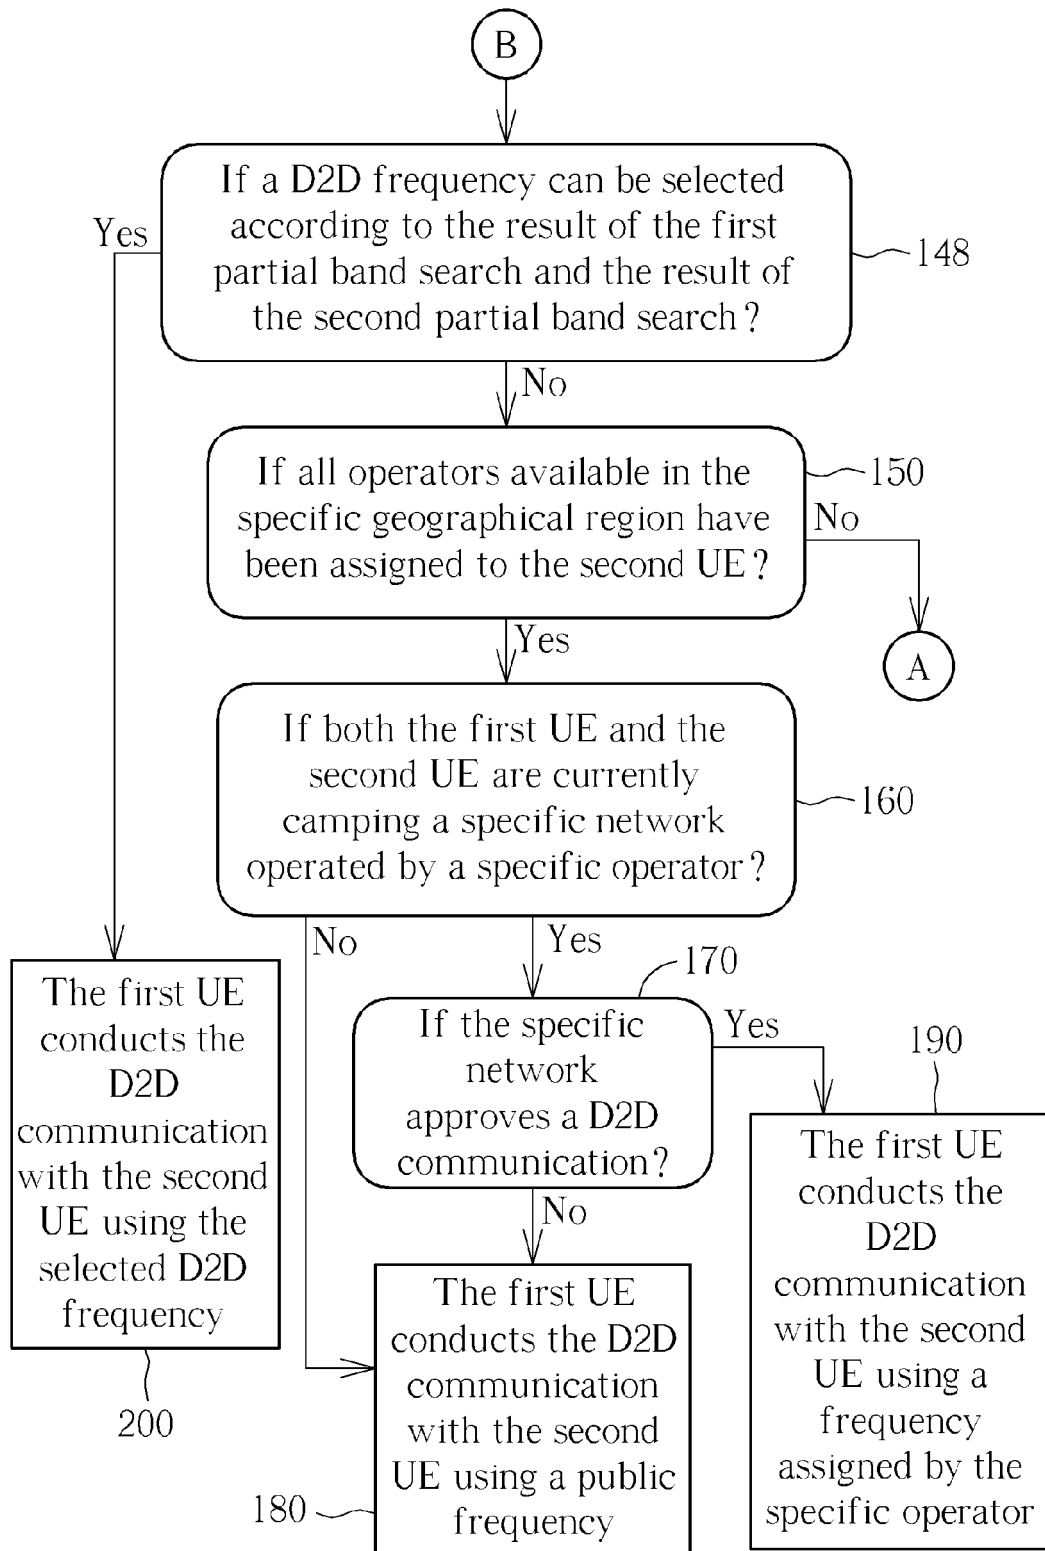 B
If a D2D frequency can be selected
according to the result of the first
partial band search and the result of
the second partial band search?
Yes
148
No
If all operators available in the
specific geographical region have
been assigned to the second UE?
150
No
A
Yes
If both the first UE and the
second UE are currently
camping a specific network
operated by a specific operator?
160
No
Yes
170
If the specific
network
approves a D2D
communication?
Yes
190
No
The first UE
conducts the
D2D
communication
with the second
UE using the
selected D2D
frequency
200
The first UE
conducts the D2D
communication
with the second
UE using a public
frequency
180
The first UE
conducts the
D2D
communication
with the second
UE using a
frequency
assigned by the
specific operator